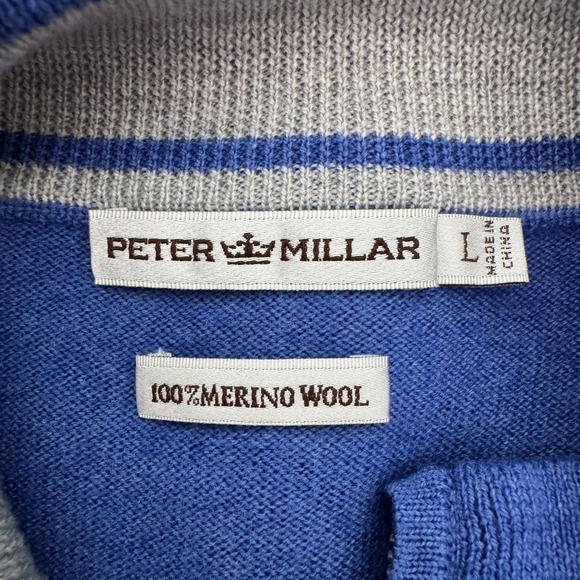 PETER MILLAR
L
MADE IN
CHINA
100% MERINO WOOL